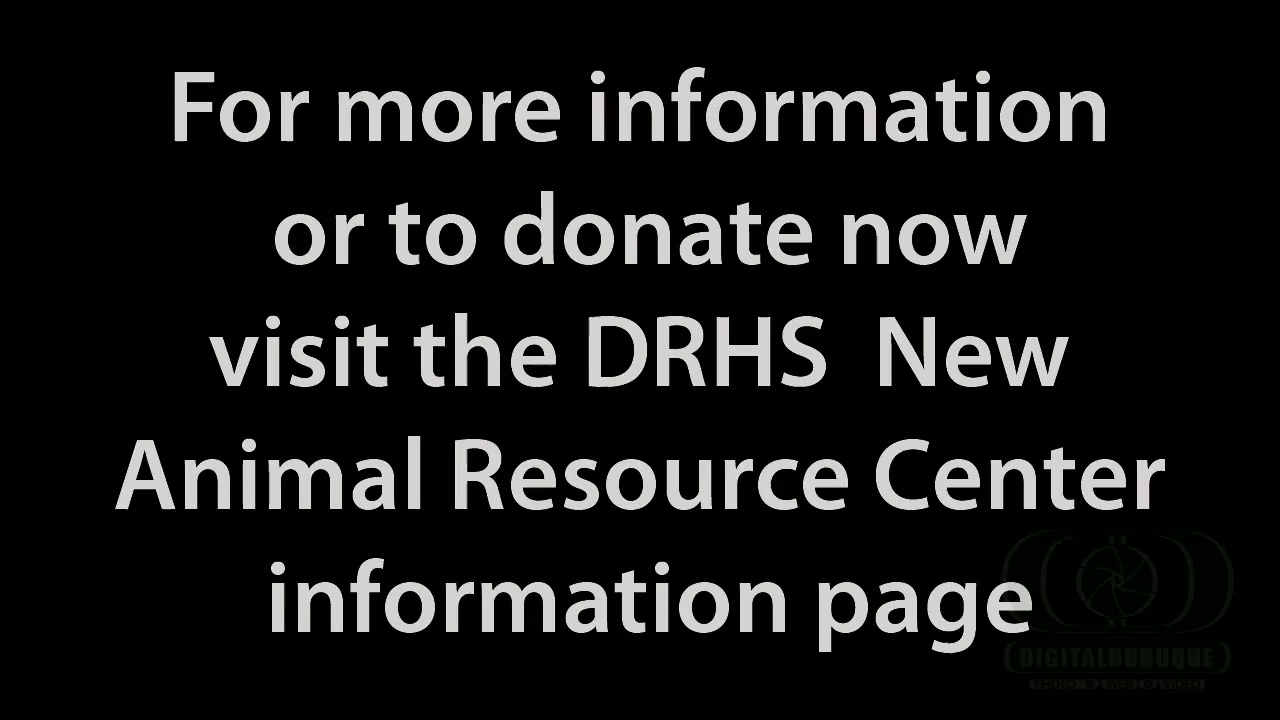 For more information
or to donate now
visit the DRHS  New
Animal Resource Center
information page
DIGITALDUBUQUE